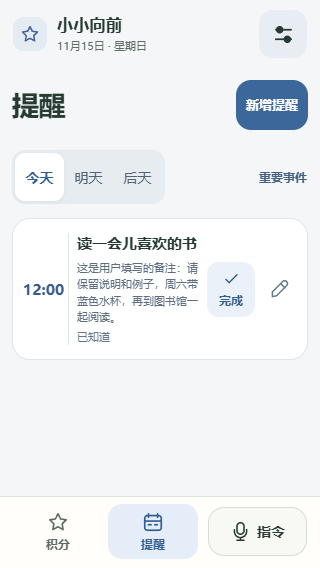 小小向前
11月15日 · 星期日
提醒
新增提醒
今天
明天
后天
重要事件
12:00
读一会儿喜欢的书
这是用户填写的备注：请
保留说明和例子，周六带
蓝色水杯，再到图书馆一
起阅读。
已知道
完成
积分
提醒
指令